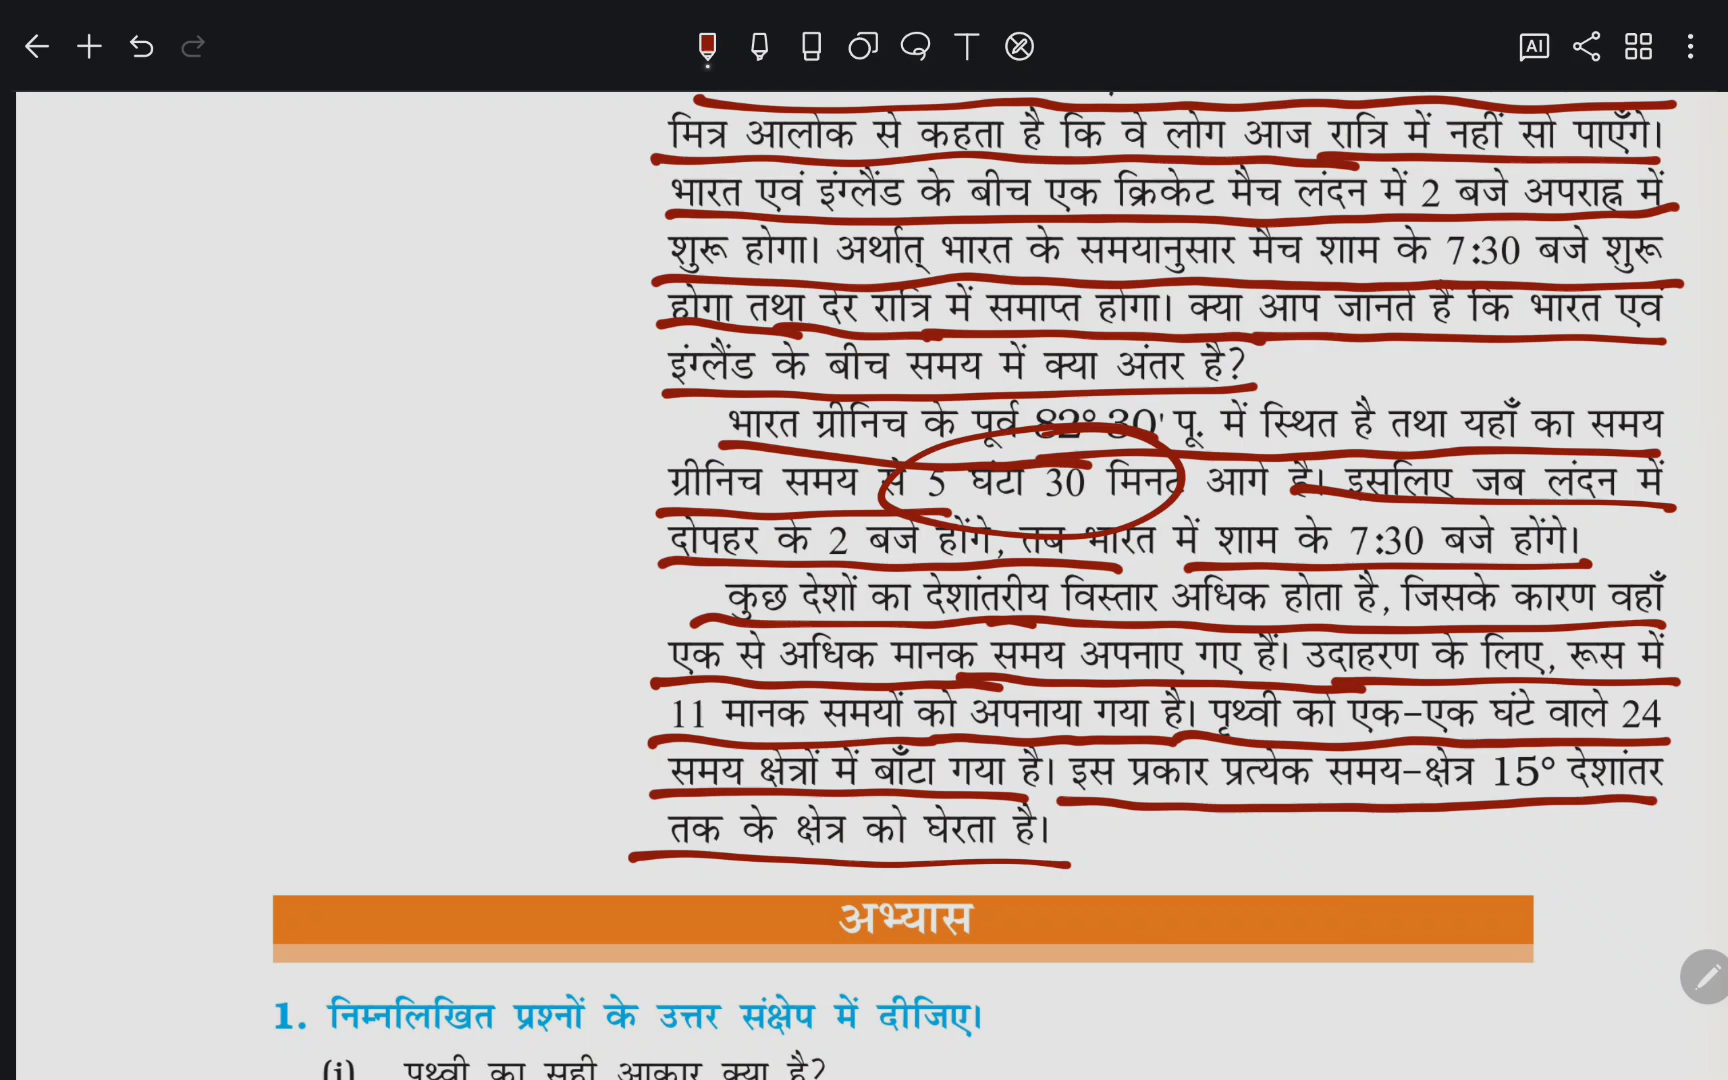 AI
मित्र आलोक से कहता है कि वे लोग आज रात्रि में नहीं सो पाएँगे।
भारत एवं इंग्लैंड के बीच एक क्रिकेट मैच लंदन में 2 बजे अपराह्न में
शुरू होगा। अर्थात् भारत के समयानुसार मैच शाम के 7:30 बजे शुरू
होगा तथा देर रात्रि में समाप्त होगा। क्या आप जानते हैं कि भारत एवं
इंग्लैंड के बीच समय में क्या अंतर है?
भारत ग्रीनिच के पूर्व 82° 30' पू. में स्थित है तथा यहाँ का समय
ग्रीनिच समय से 5 घंटा 30 मिनट आगे है। इसलिए जब लंदन में
दोपहर के 2 बजे होंगे, तब भारत में शाम के 7:30 बजे होंगे।
कुछ देशों का देशांतरीय विस्तार अधिक होता है, जिसके कारण वहाँ
एक से अधिक मानक समय अपनाए गए हैं। उदाहरण के लिए, रूस में
11 मानक समयों को अपनाया गया है। पृथ्वी को एक-एक घंटे वाले 24
समय क्षेत्रों में बाँटा गया है। इस प्रकार प्रत्येक समय-क्षेत्र 15° देशांतर
तक के क्षेत्र को घेरता है।
अभ्यास
1. निम्नलिखित प्रश्नों के उत्तर संक्षेप में दीजिए।
(i) पृथ्वी का सही आकार क्या है?